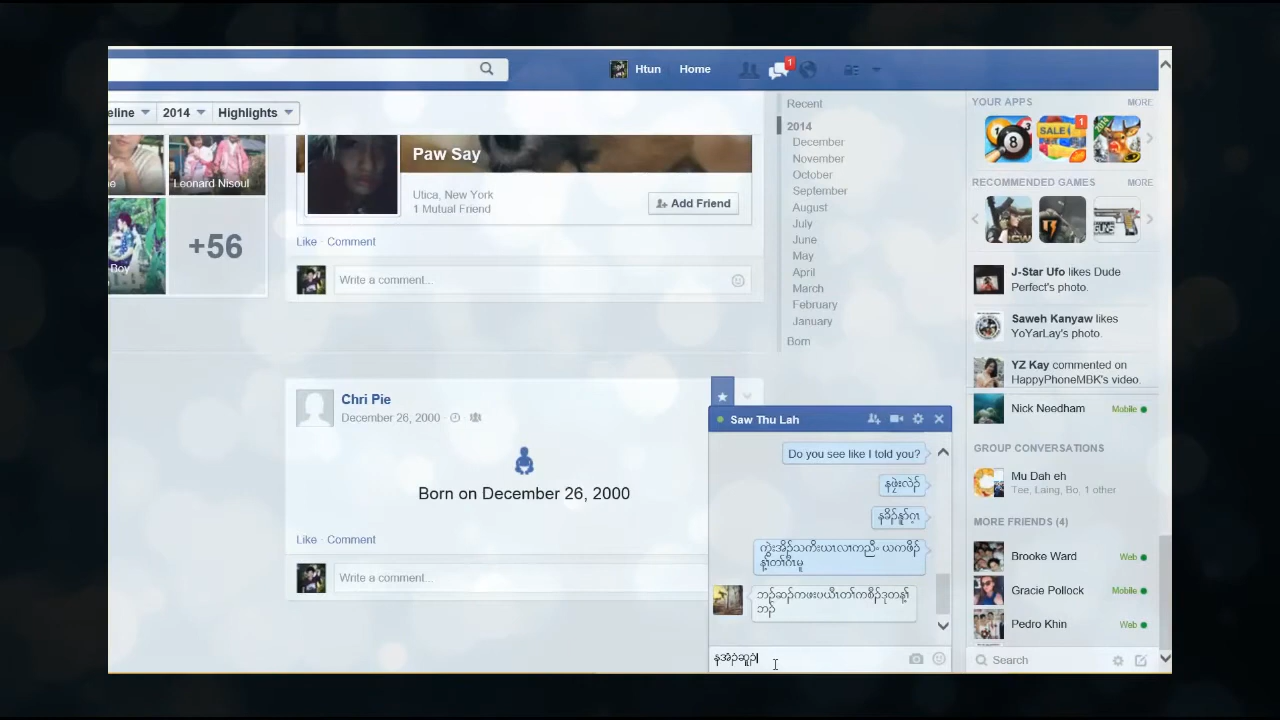 Htun
Home
1
eline
2014
Highlights
Leonard Nisoul
Boy
+56
Paw Say
Utica, New York
1 Mutual Friend
Add Friend
Like · Comment
Write a comment...
Chri Pie
December 26, 2000
Born on December 26, 2000
Like · Comment
Write a comment...
Recent
2014
December
November
October
September
August
July
June
May
April
March
February
January
Born
Saw Thu Lah
Do you see like I told you?
YOUR APPS
MORE
SALE
1
RECOMMENDED GAMES
MORE
GUNS
J-Star Ufo likes Dude
Perfect's photo.
Saweh Kanyaw likes
YoYarLay's photo.
YZ Kay commented on
HappyPhoneMBK's video.
Nick Needham
Mobile
GROUP CONVERSATIONS
Mu Dah eh
Tee, Laing, Bo, 1 other
MORE FRIENDS (4)
Brooke Ward
Web
Gracie Pollock
Mobile
Pedro Khin
Web
Search